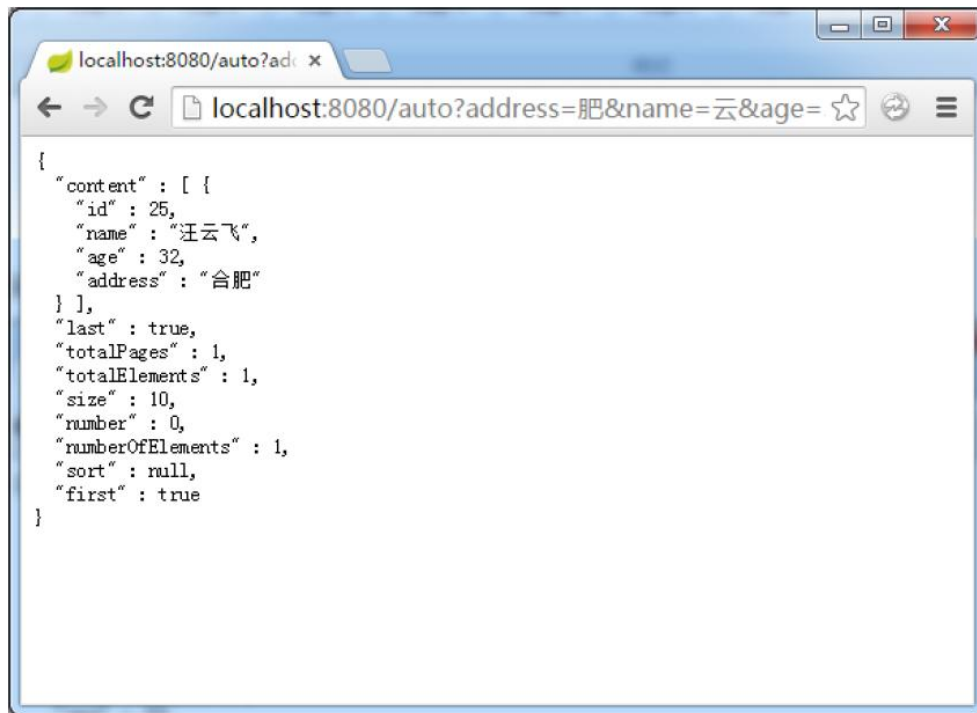 localhost:8080/auto?ad
localhost:8080/auto?address=肥&name=云&age=
{
  "content" : [ {
    "id" : 25,
    "name" : "汪云飞",
    "age" : 32,
    "address" : "合肥"
  } ],
  "last" : true,
  "totalPages" : 1,
  "totalElements" : 1,
  "size" : 10,
  "number" : 0,
  "numberOfElements" : 1,
  "sort" : null,
  "first" : true
}